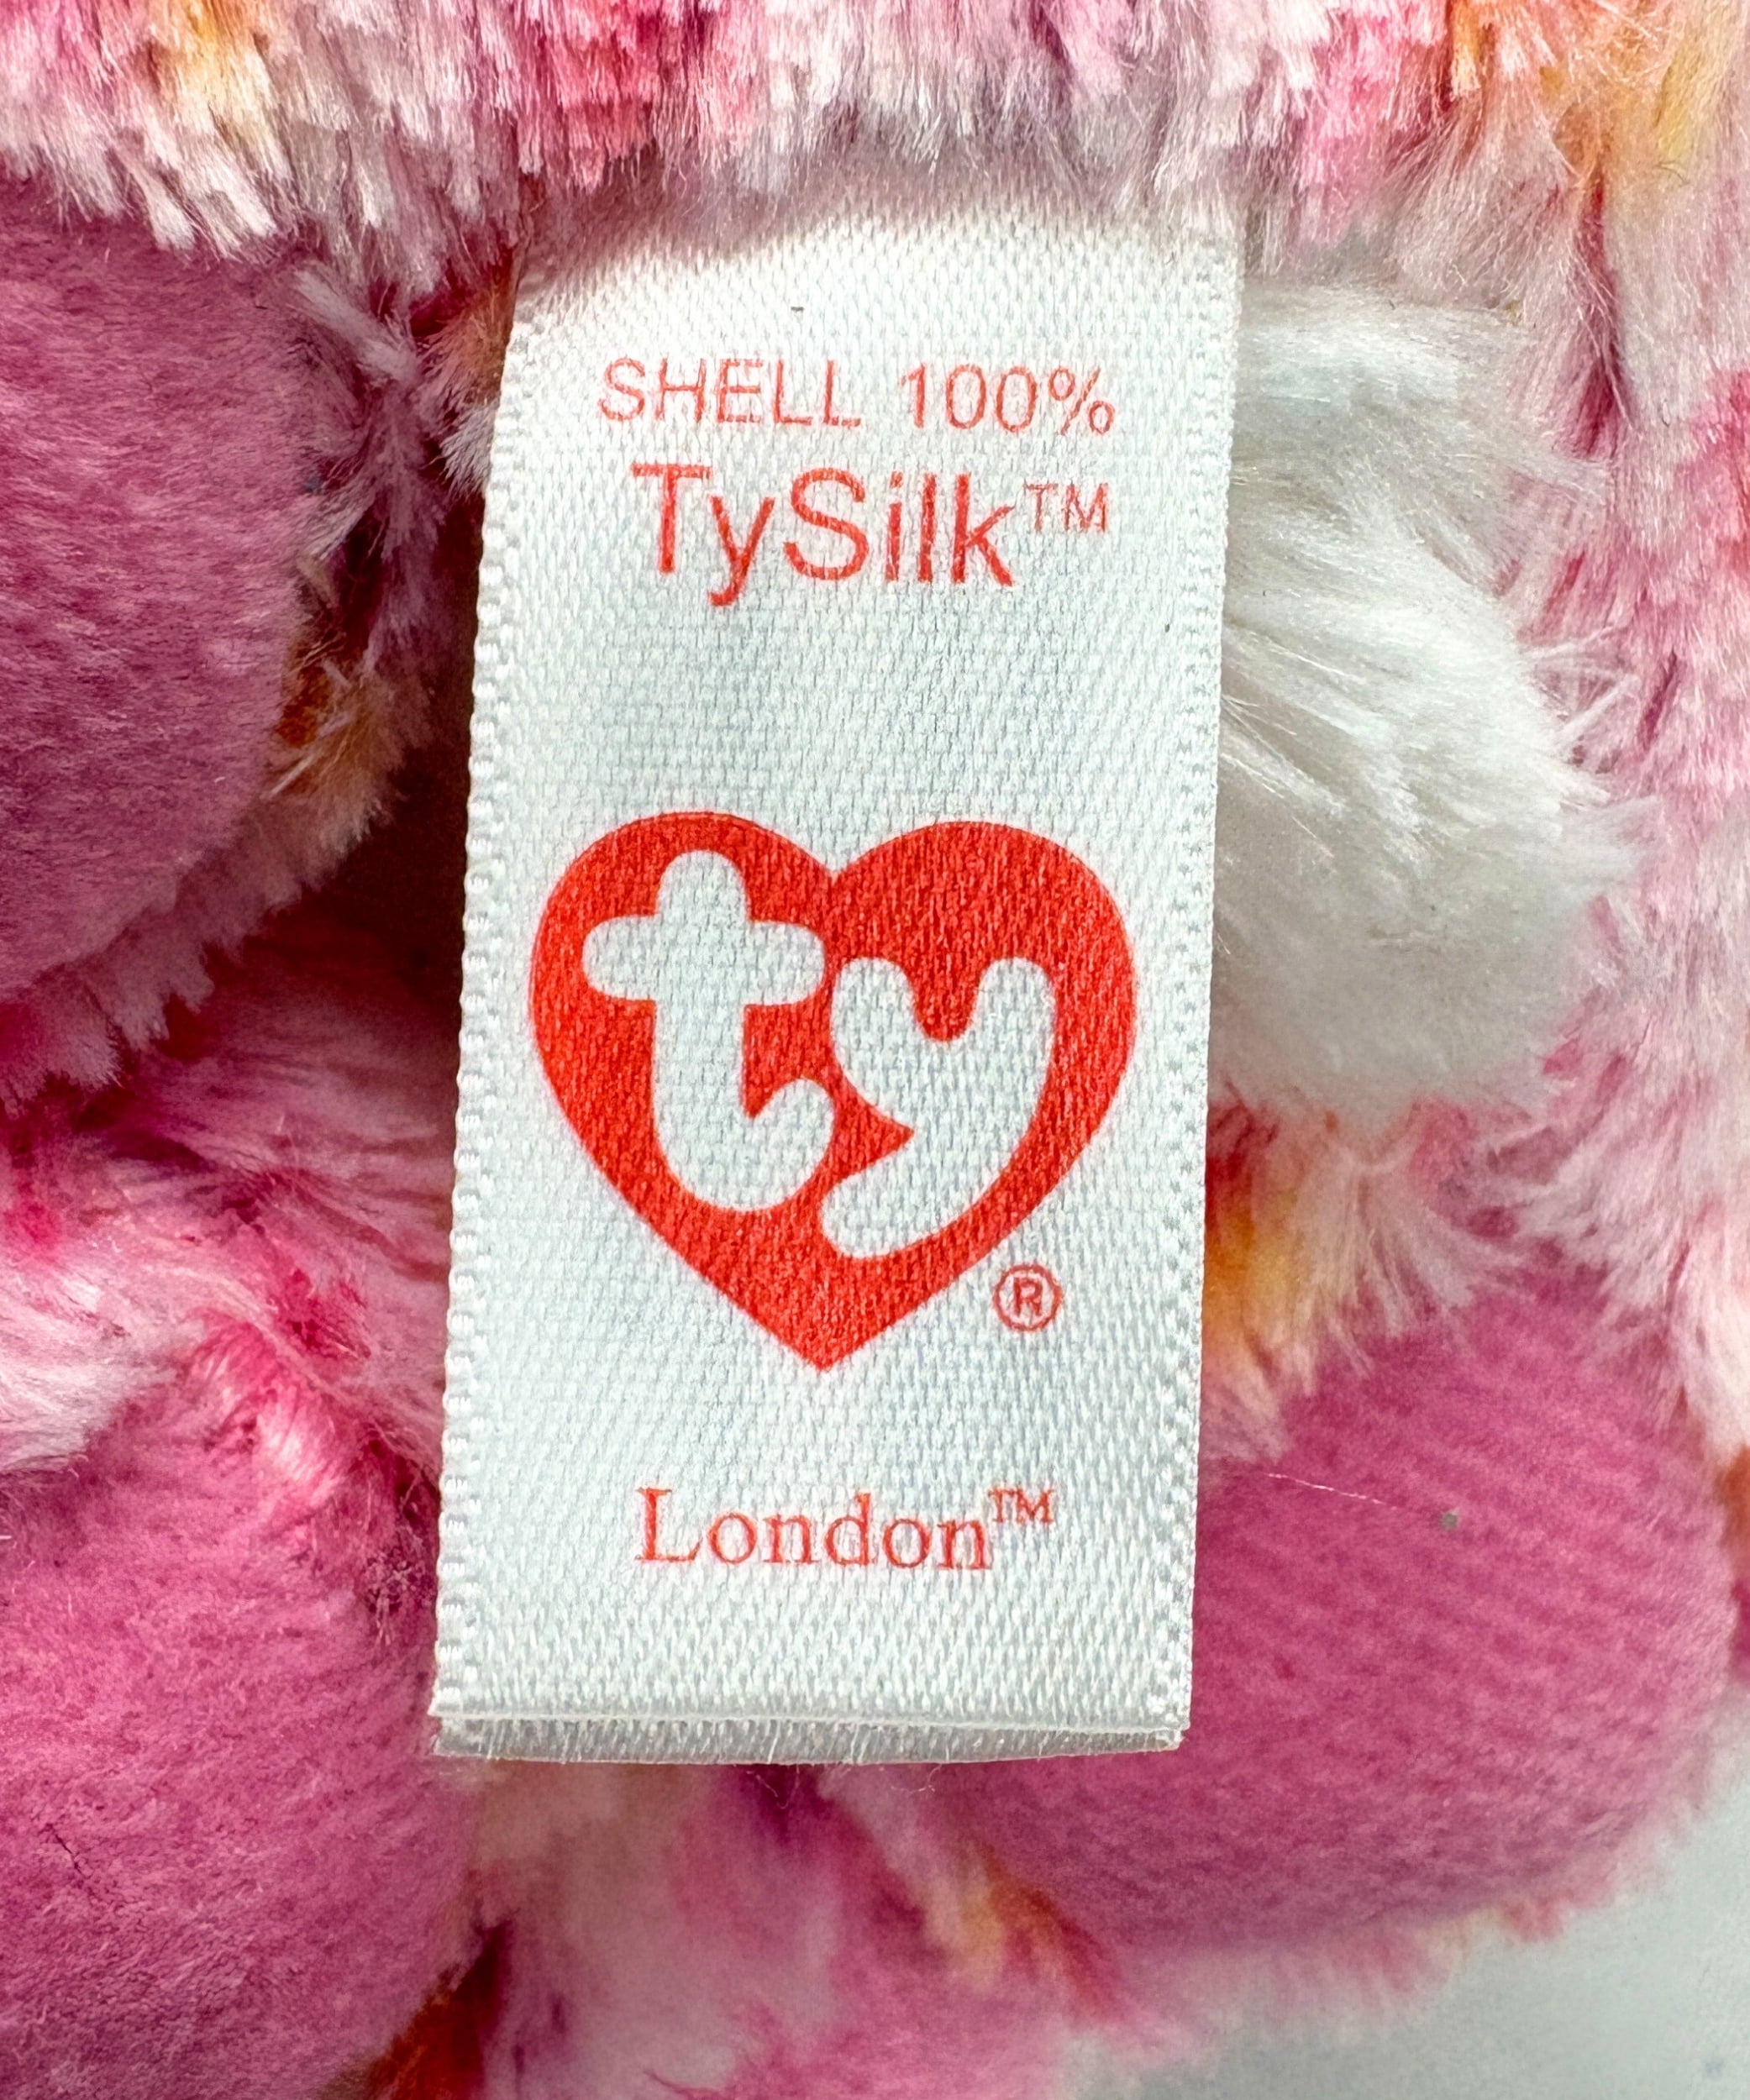 SHELL 100%
TySilk™
ty
®
London™